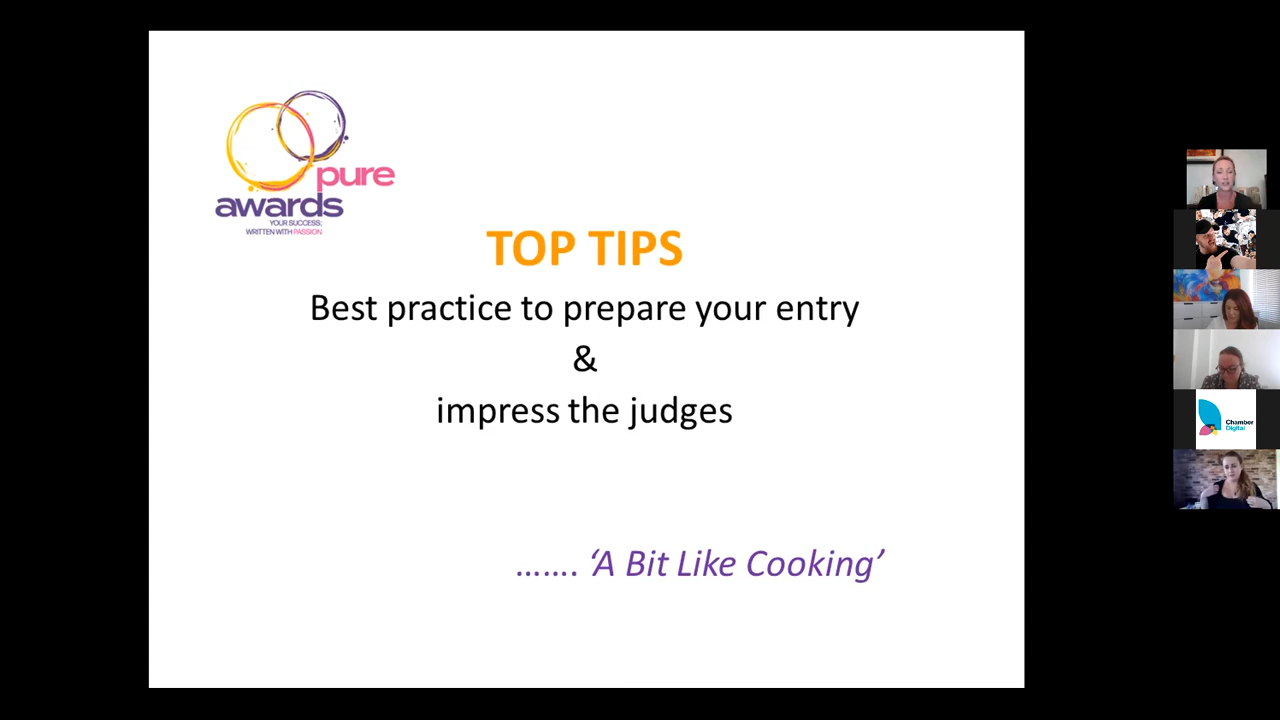 pure
awards
YOUR SUCCESS;
WRITTEN WITH PASSION
TOP TIPS
Best practice to prepare your entry
&
impress the judges
……. ‘A Bit Like Cooking’
Chamber
Digital